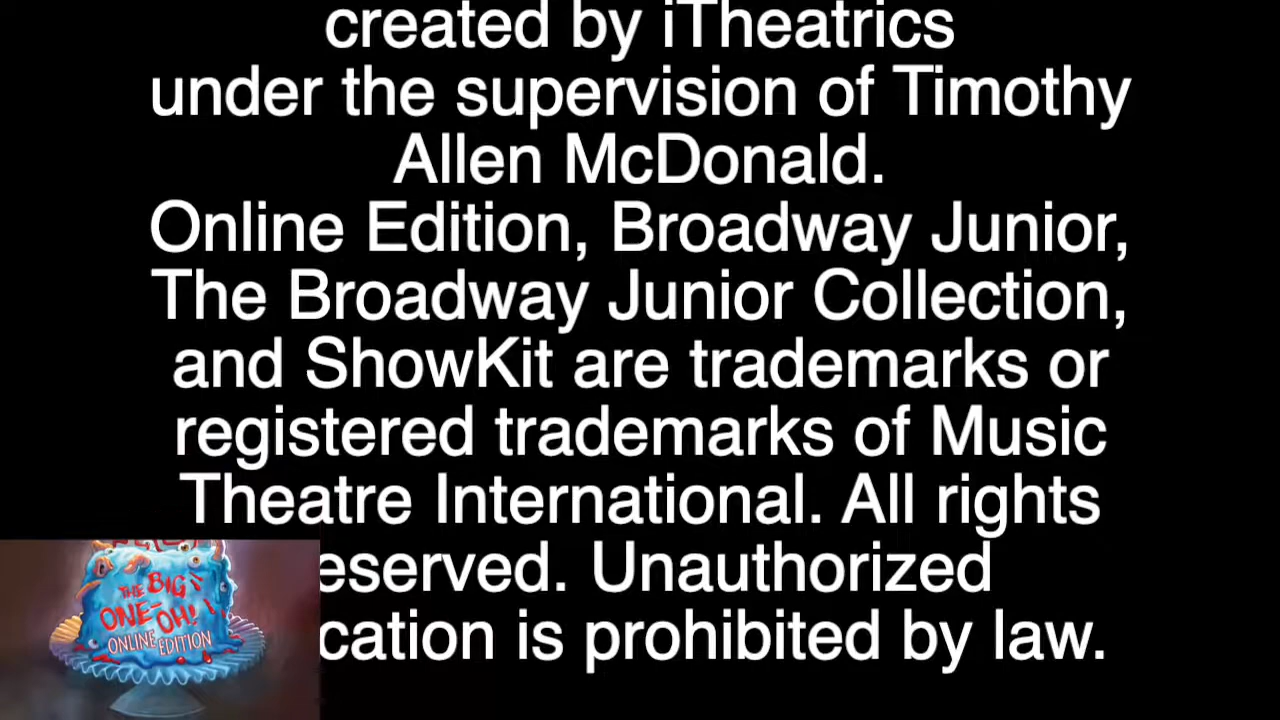 created by iTheatrics
under the supervision of Timothy
Allen McDonald.
Online Edition, Broadway Junior,
The Broadway Junior Collection,
and ShowKit are trademarks or
registered trademarks of Music
Theatre International. All rights
eserved. Unauthorized
cation is prohibited by law.
THE BIG
ONE-OH!
ONLINE EDITION